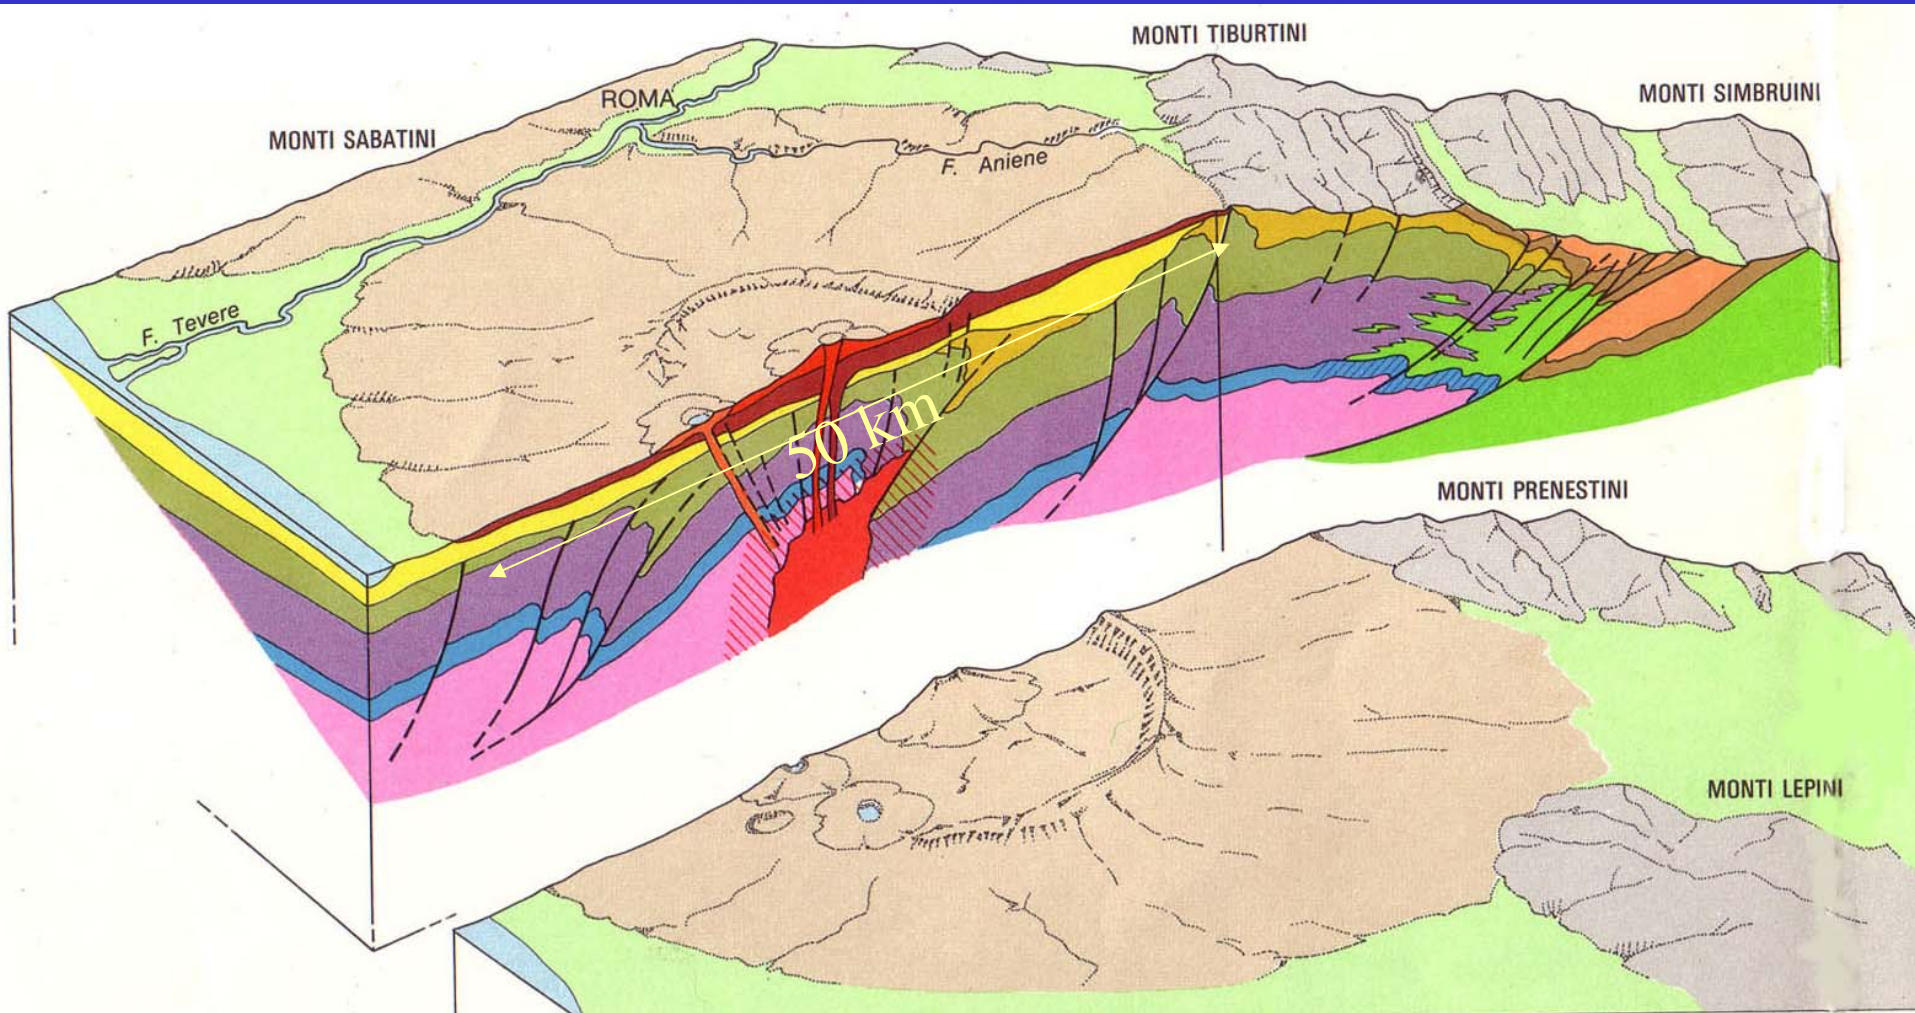 MONTI TIBURTINI
MONTI SIMBRUINI
ROMA
MONTI SABATINI
F. Aniene
F. Tevere
50 km
MONTI PRENESTINI
MONTI LEPINI